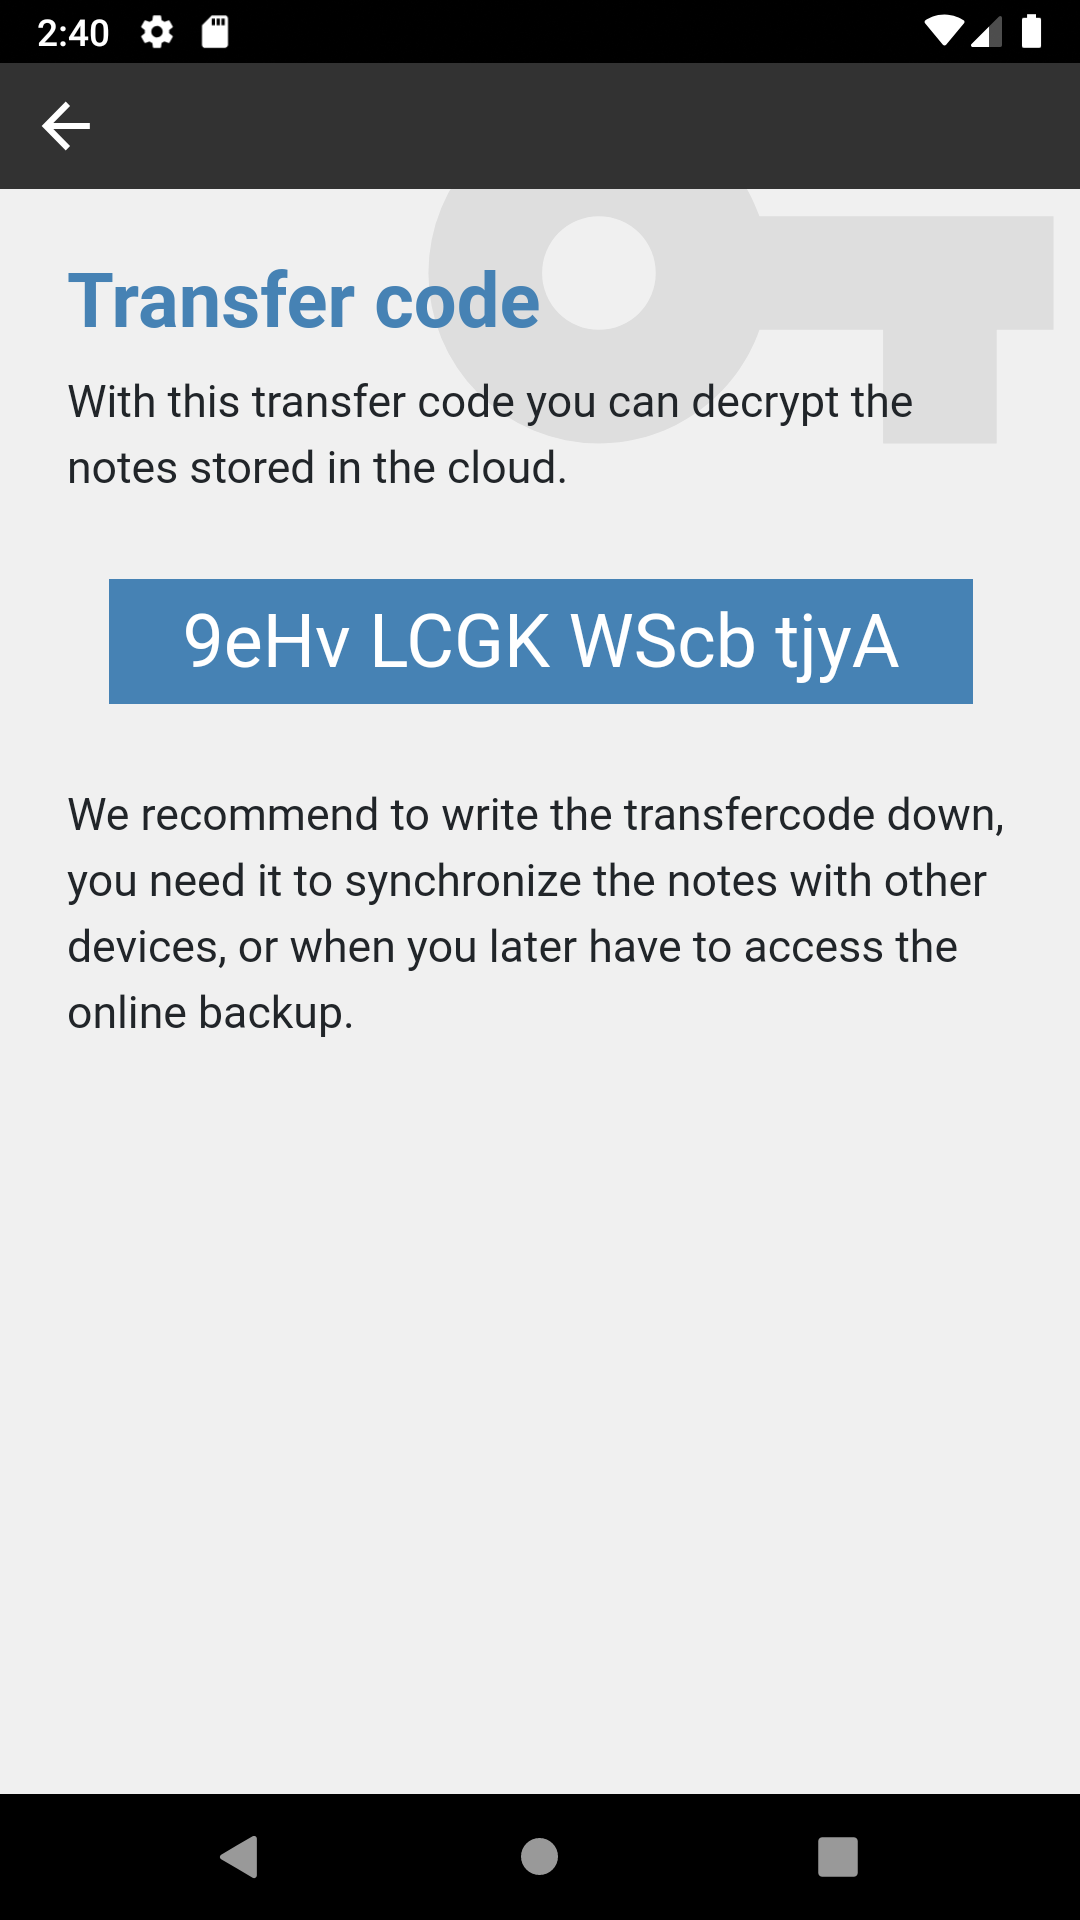 2:40
Transfer code
With this transfer code you can decrypt the
notes stored in the cloud.
9eHv LCGK WScb tjyA
We recommend to write the transfercode down,
you need it to synchronize the notes with other
devices, or when you later have to access the
online backup.